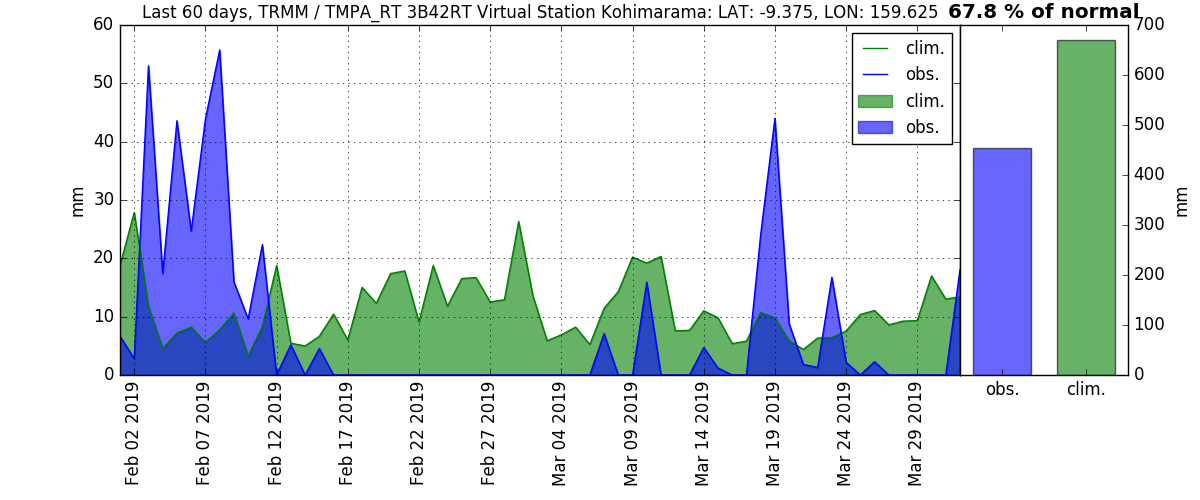 Last 60 days, TRMM / TMPA_RT 3B42RT Virtual Station Kohimarama: LAT: -9.375, LON: 159.625 67.8 % of normal
60
50
40
30
20
10
0
mm
clim.
obs.
clim.
obs.
Feb 02 2019
Feb 07 2019
Feb 12 2019
Feb 17 2019
Feb 22 2019
Feb 27 2019
Mar 04 2019
Mar 09 2019
Mar 14 2019
Mar 19 2019
Mar 24 2019
Mar 29 2019
700
600
500
400
300
200
100
0
mm
obs.
clim.